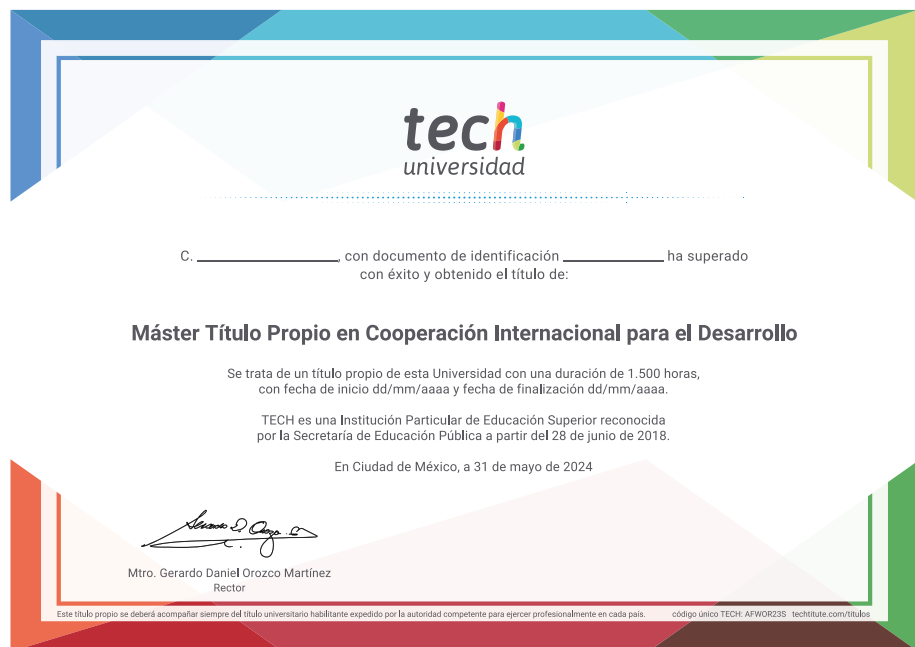 tech
universidad
C. ____________, con documento de identificación ____________ ha superado
con éxito y obtenido el título de:
Máster Título Propio en Cooperación Internacional para el Desarrollo
Se trata de un título propio de esta Universidad con una duración de 1.500 horas,
con fecha de inicio dd/mm/aaaa y fecha de finalización dd/mm/aaaa.
TECH es una Institución Particular de Educación Superior reconocida
por la Secretaría de Educación Pública a partir del 28 de junio de 2018.
En Ciudad de México, a 31 de mayo de 2024
Mtro. Gerardo Daniel Orozco Martínez
Rector
Este título propio se deberá acompañar siempre del título universitario habilitante expedido por la autoridad competente para ejercer profesionalmente en cada país. código único TECH: AFWOR23S techtitute.com/titulos